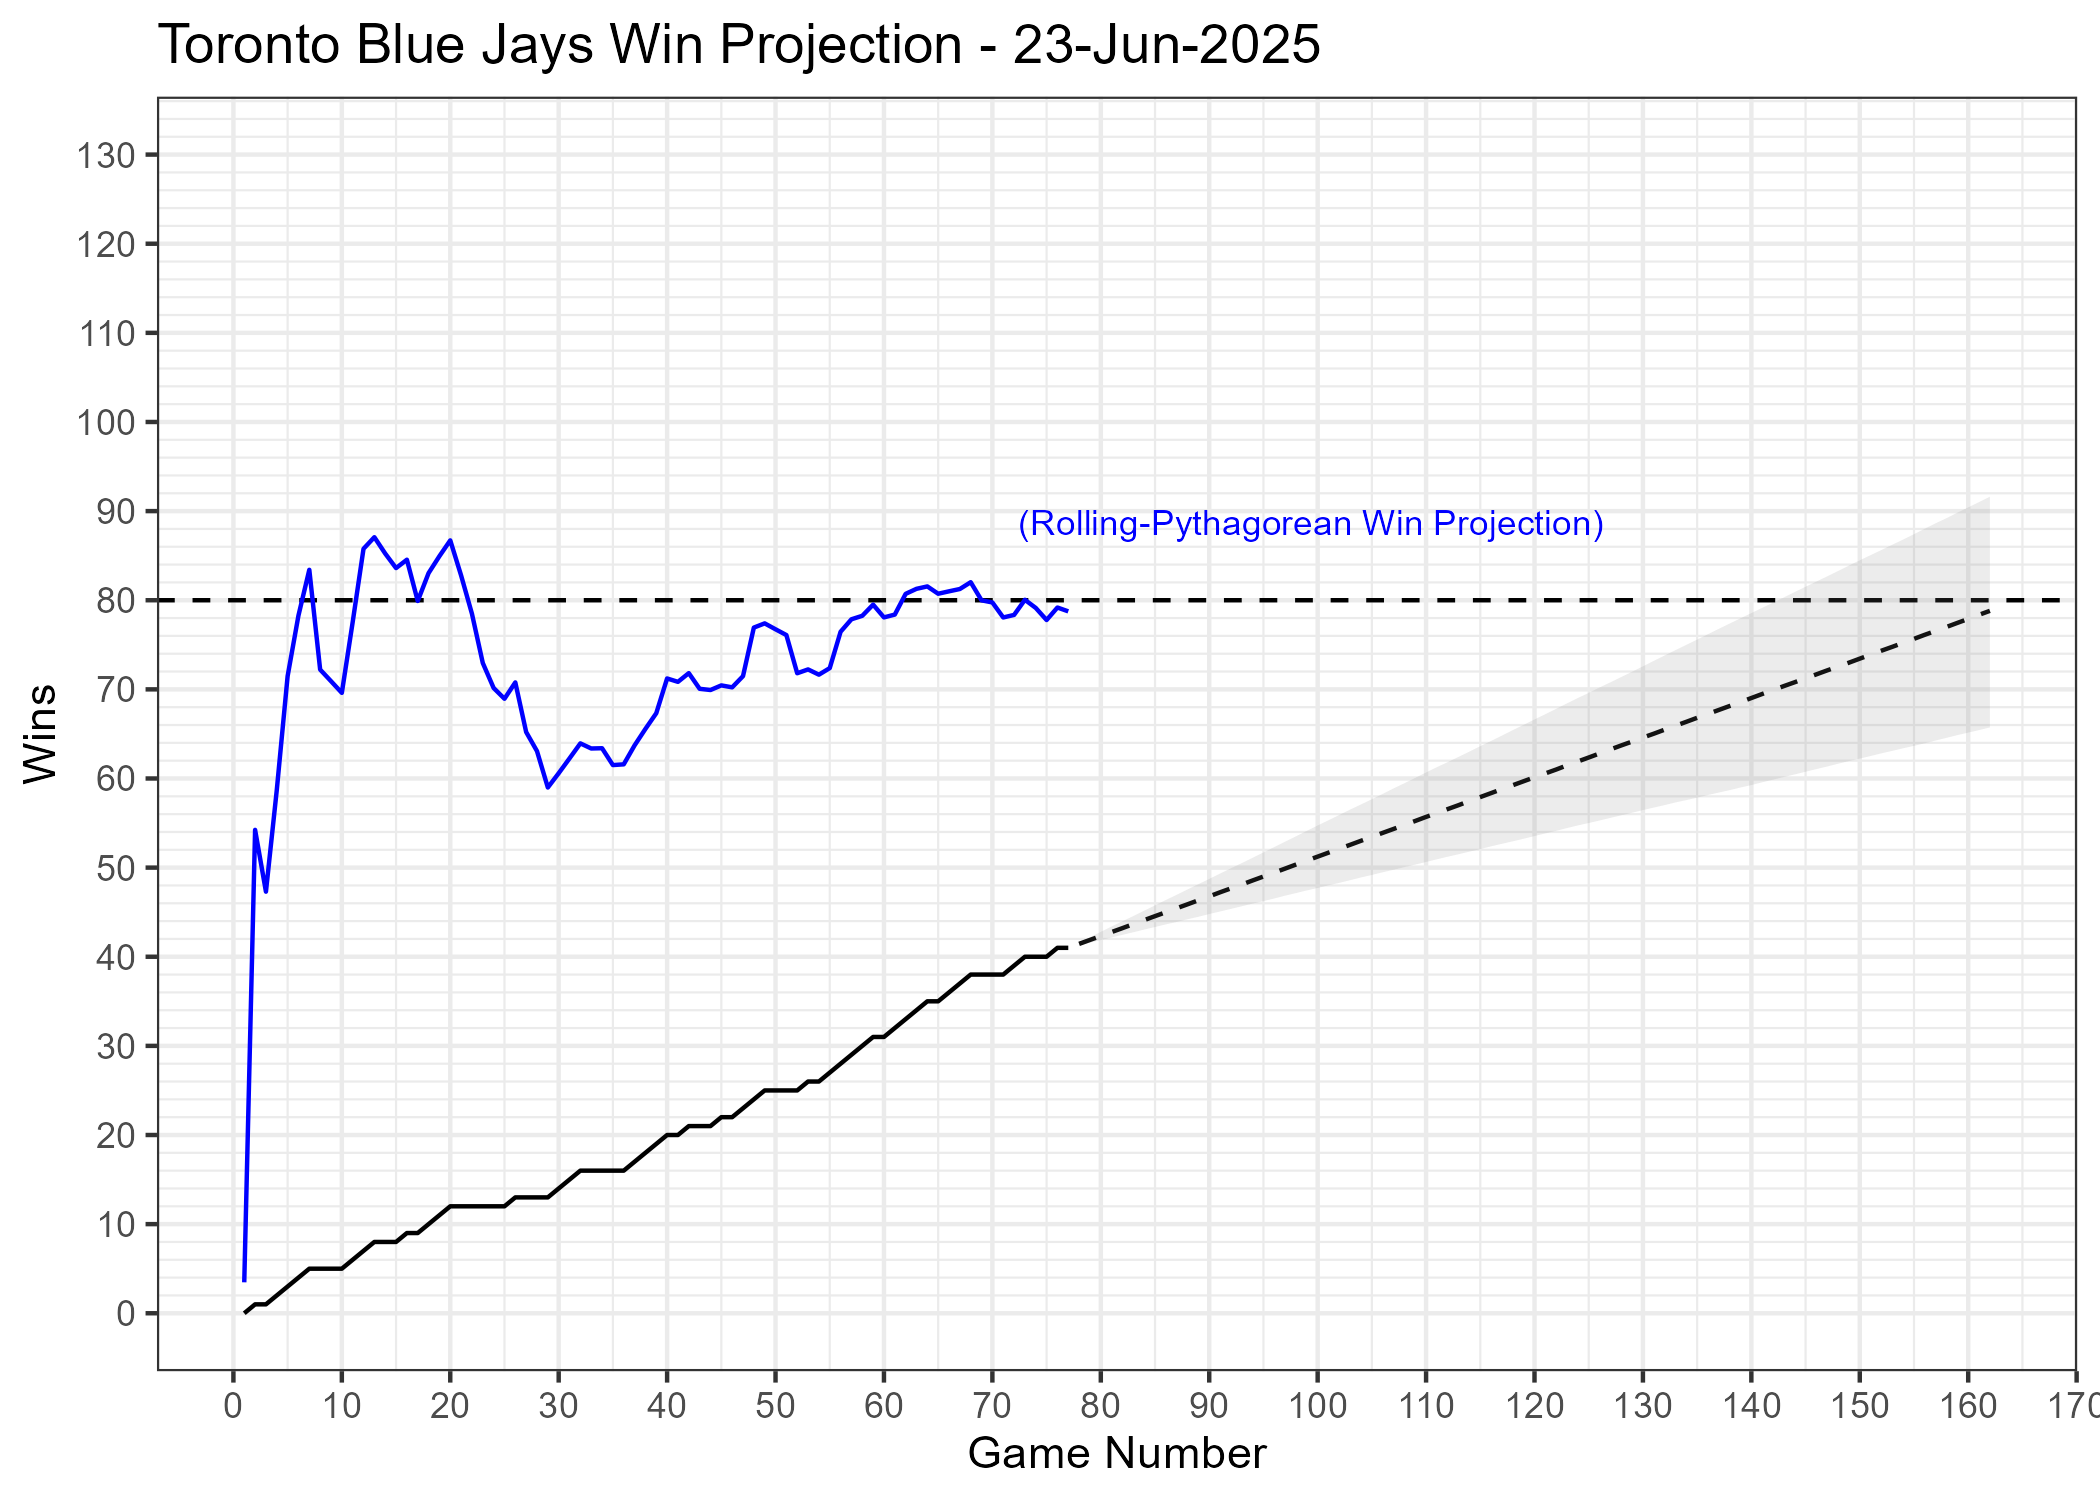 Toronto Blue Jays Win Projection - 23-Jun-2025
130
120
110
100
90
80
70
60
50
40
30
20
10
0
Wins
(Rolling-Pythagorean Win Projection)
0 10 20 30 40 50 60 70 80 90 100 110 120 130 140 150 160 170
Game Number